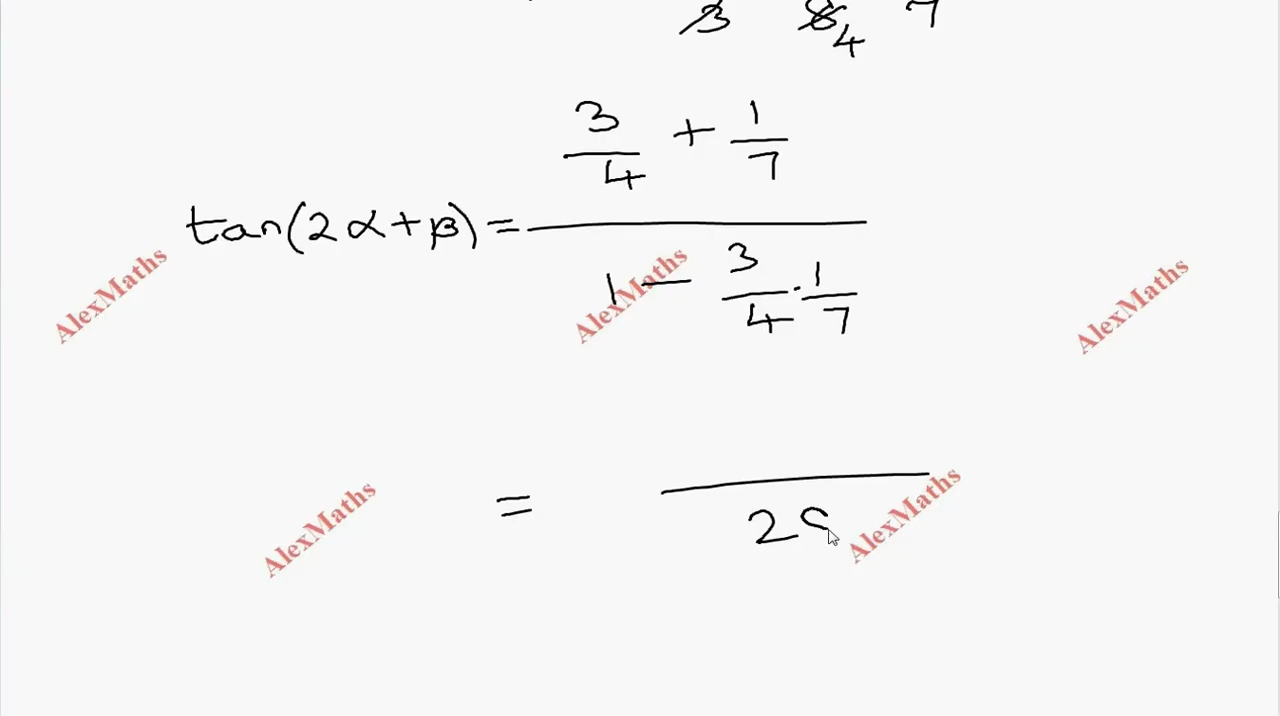 3 8 4 7
3/4 + 1/7
tan(2α+β)=
1 - 3/4 · 1/7
AlexMaths AlexMaths AlexMaths
=
28
AlexMaths AlexMaths